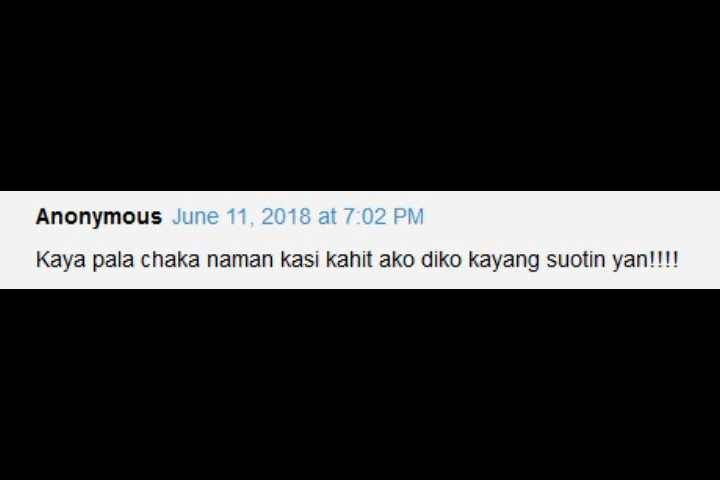 Anonymous June 11, 2018 at 7:02 PM
Kaya pala chaka naman kasi kahit ako diko kayang suotin yan!!!!